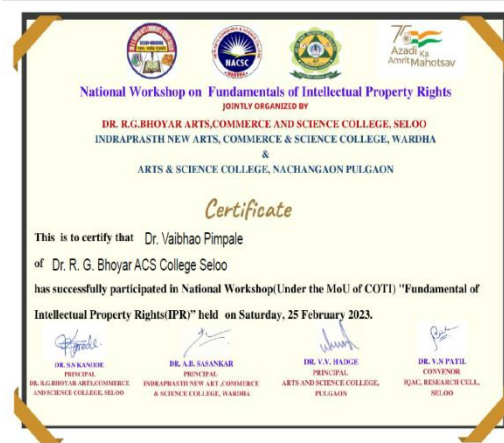 NACSC
Azadi Ka
Amrit Mahotsav
National Workshop on Fundamentals of Intellectual Property Rights
JOINTLY ORGANIZED BY
DR. R.G.BHOYAR ARTS,COMMERCE AND SCIENCE COLLEGE, SELOO
INDRAPRASTH NEW ARTS, COMMERCE & SCIENCE COLLEGE, WARDHA
&
ARTS & SCIENCE COLLEGE, NACHANGAON PULGAON
Certificate
This is to certify that Dr. Vaibhao Pimpale
of Dr. R. G. Bhoyar ACS College Seloo
has successfully participated in National Workshop(Under the MoU of COTI) "Fundamental of
Intellectual Property Rights(IPR)" held on Saturday, 25 February 2023.
DR. S.S KANODE
PRINCIPAL
DR. R.G BHOYAR ARTS,COMMERCE
AND SCIENCE COLLEGE, SELOO
DR. A.B. SASANKAR
PRINCIPAL
INDRAPRASTH NEW ART ,COMMERCE
& SCIENCE COLLEGE, WARDHA
DR. V.V. HADGE
PRINCIPAL
ARTS AND SCIENCE COLLEGE,
PULGAON
DR. V.N PATIL
CONVENOR
IQAC, RESEARCH CELL,
SELOO